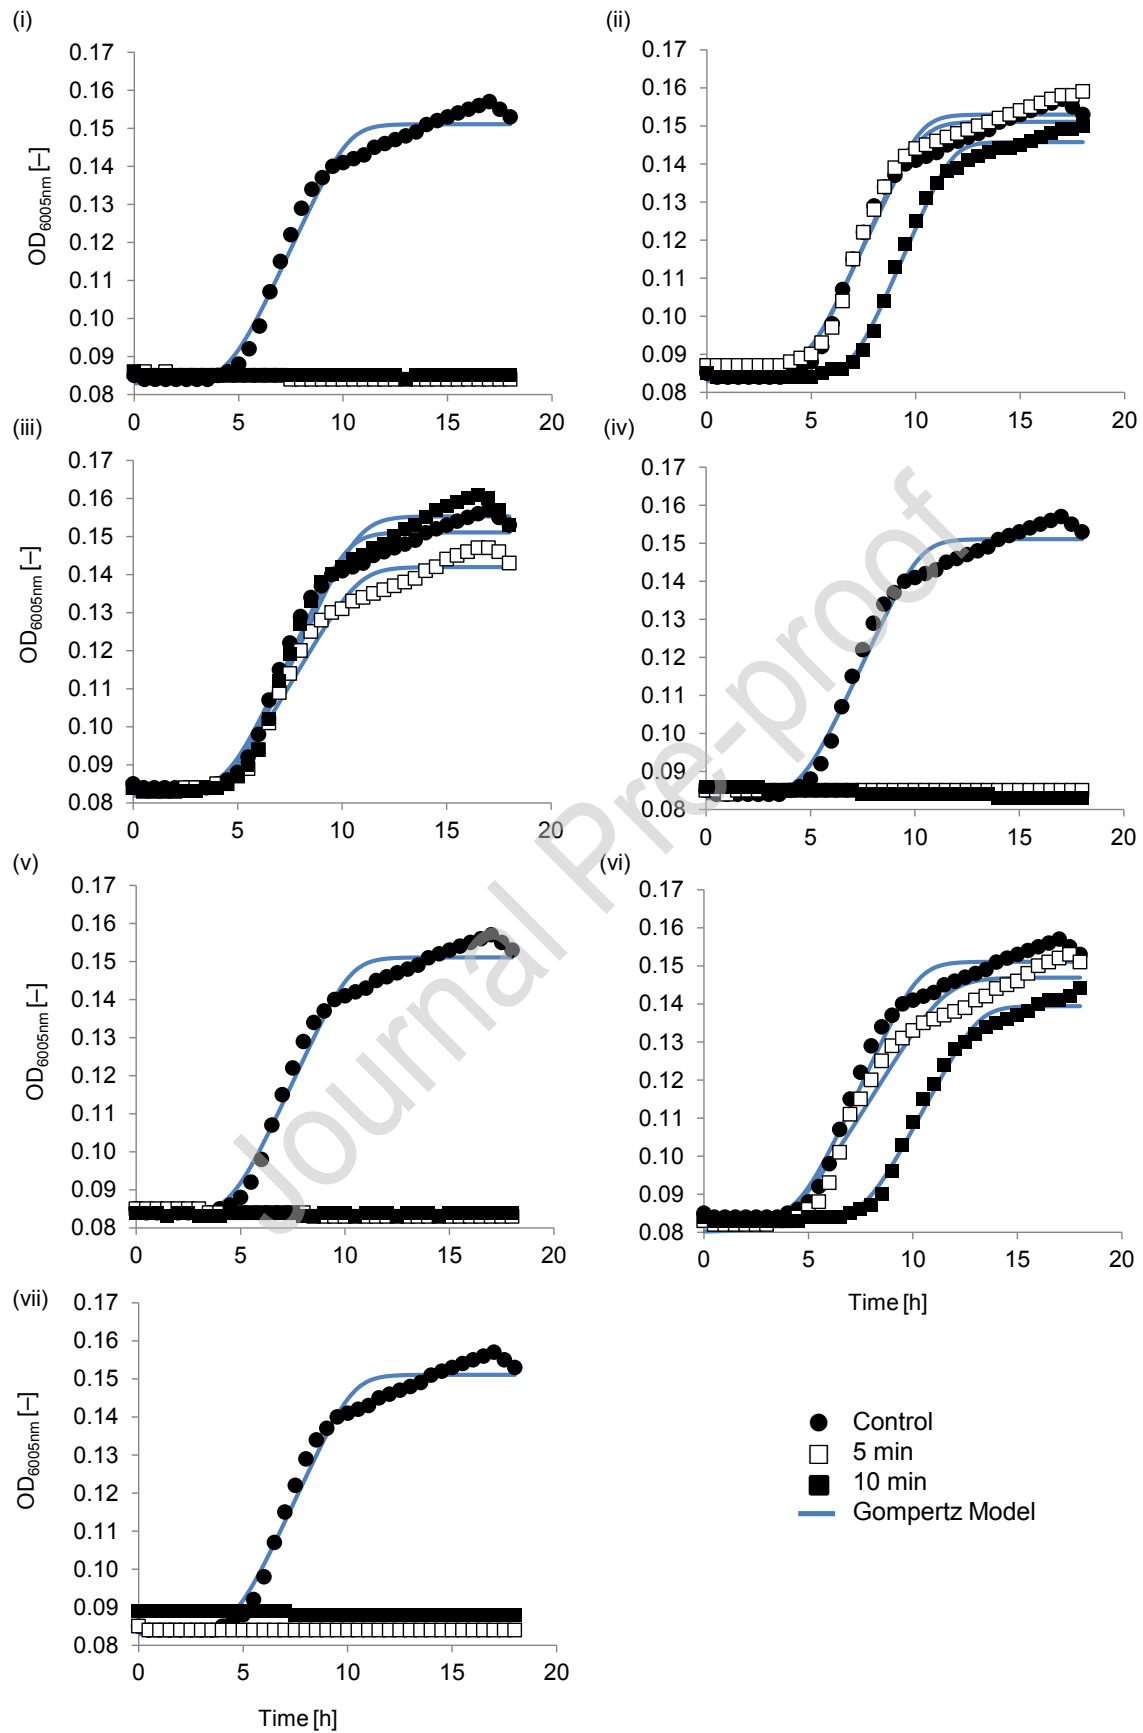 (i)
(ii)
0.17
0.16
0.15
0.14
0.13
0.12
0.11
0.10
0.09
0.08
OD6005nm [–]
0 5 10 15 20
0.17
0.16
0.15
0.14
0.13
0.12
0.11
0.10
0.09
0.08
0 5 10 15 20
(iii)
(iv)
0.17
0.16
0.15
0.14
0.13
0.12
0.11
0.10
0.09
0.08
OD6005nm [–]
0 5 10 15 20
0.17
0.16
0.15
0.14
0.13
0.12
0.11
0.10
0.09
0.08
0 5 10 15 20
(v)
(vi)
0.17
0.16
0.15
0.14
0.13
0.12
0.11
0.10
0.09
0.08
OD6005nm [–]
0 5 10 15 20
0.17
0.16
0.15
0.14
0.13
0.12
0.11
0.10
0.09
0.08
0 5 10 15 20
Time [h]
(vii)
0.17
0.16
0.15
0.14
0.13
0.12
0.11
0.10
0.09
0.08
OD6005nm [–]
0 5 10 15 20
Time [h]
Control
5 min
10 min
Gompertz Model
Journal Pre-proof